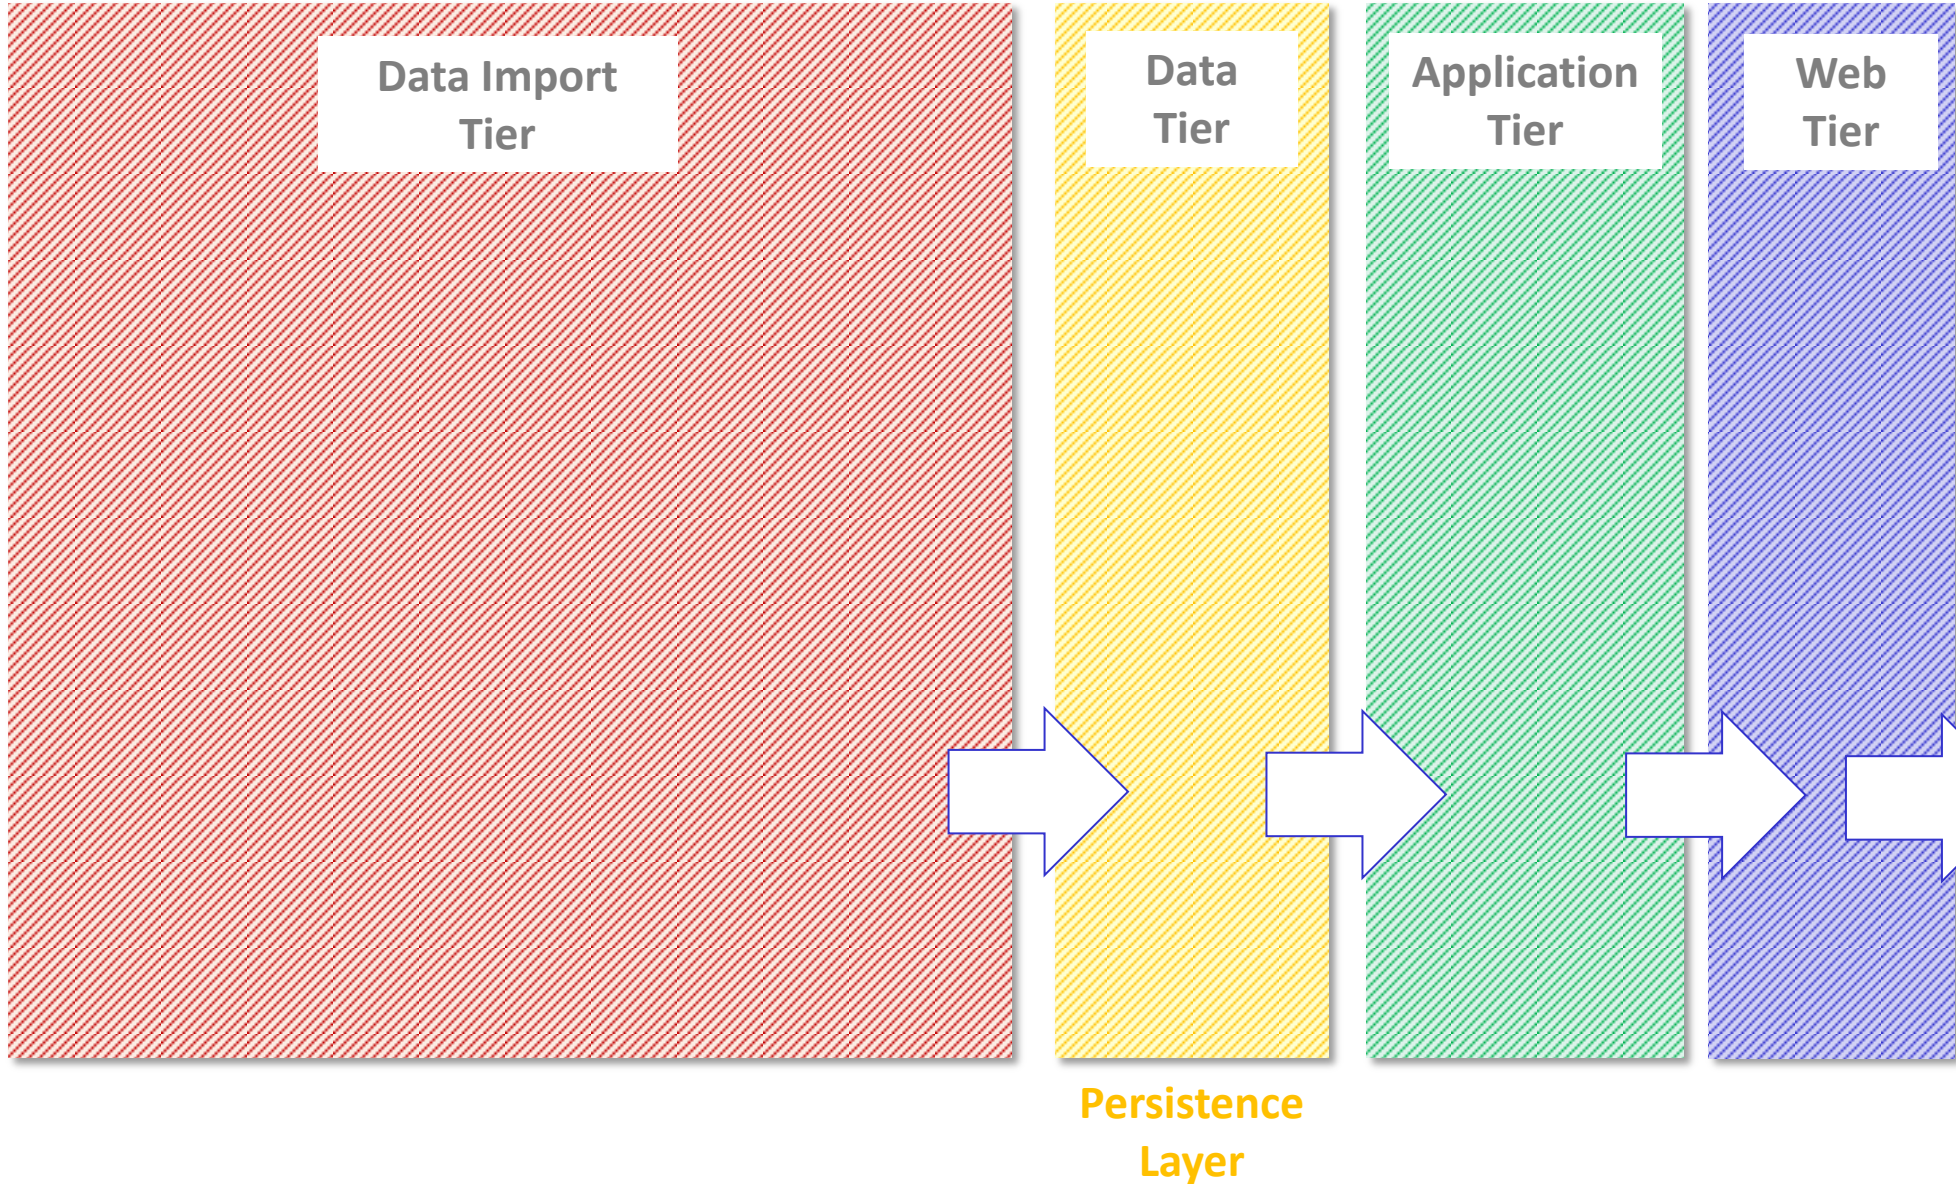 Data Import
Tier
Data
Tier
Application
Tier
Web
Tier
Persistence
Layer